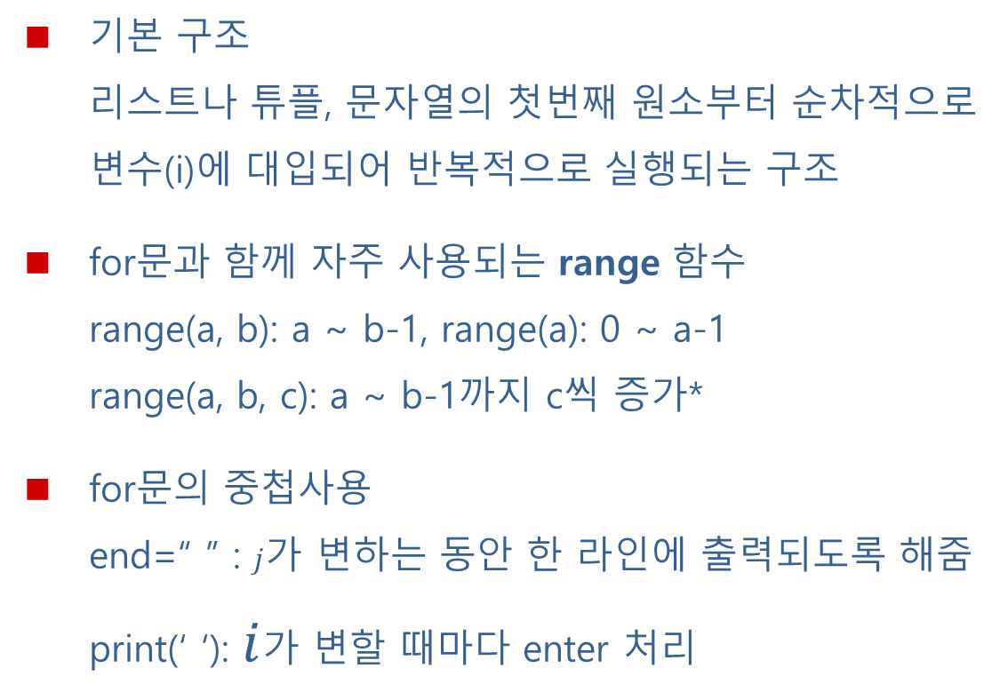 기본 구조
리스트나 튜플, 문자열의 첫번째 원소부터 순차적으로
변수(i)에 대입되어 반복적으로 실행되는 구조
for문과 함께 자주 사용되는 range 함수
range(a, b): a ~ b-1, range(a): 0 ~ a-1
range(a, b, c): a ~ b-1까지 c씩 증가*
for문의 중첩사용
end=“ ” : j가 변하는 동안 한 라인에 출력되도록 해줌
print(‘ ‘): i가 변할 때마다 enter 처리